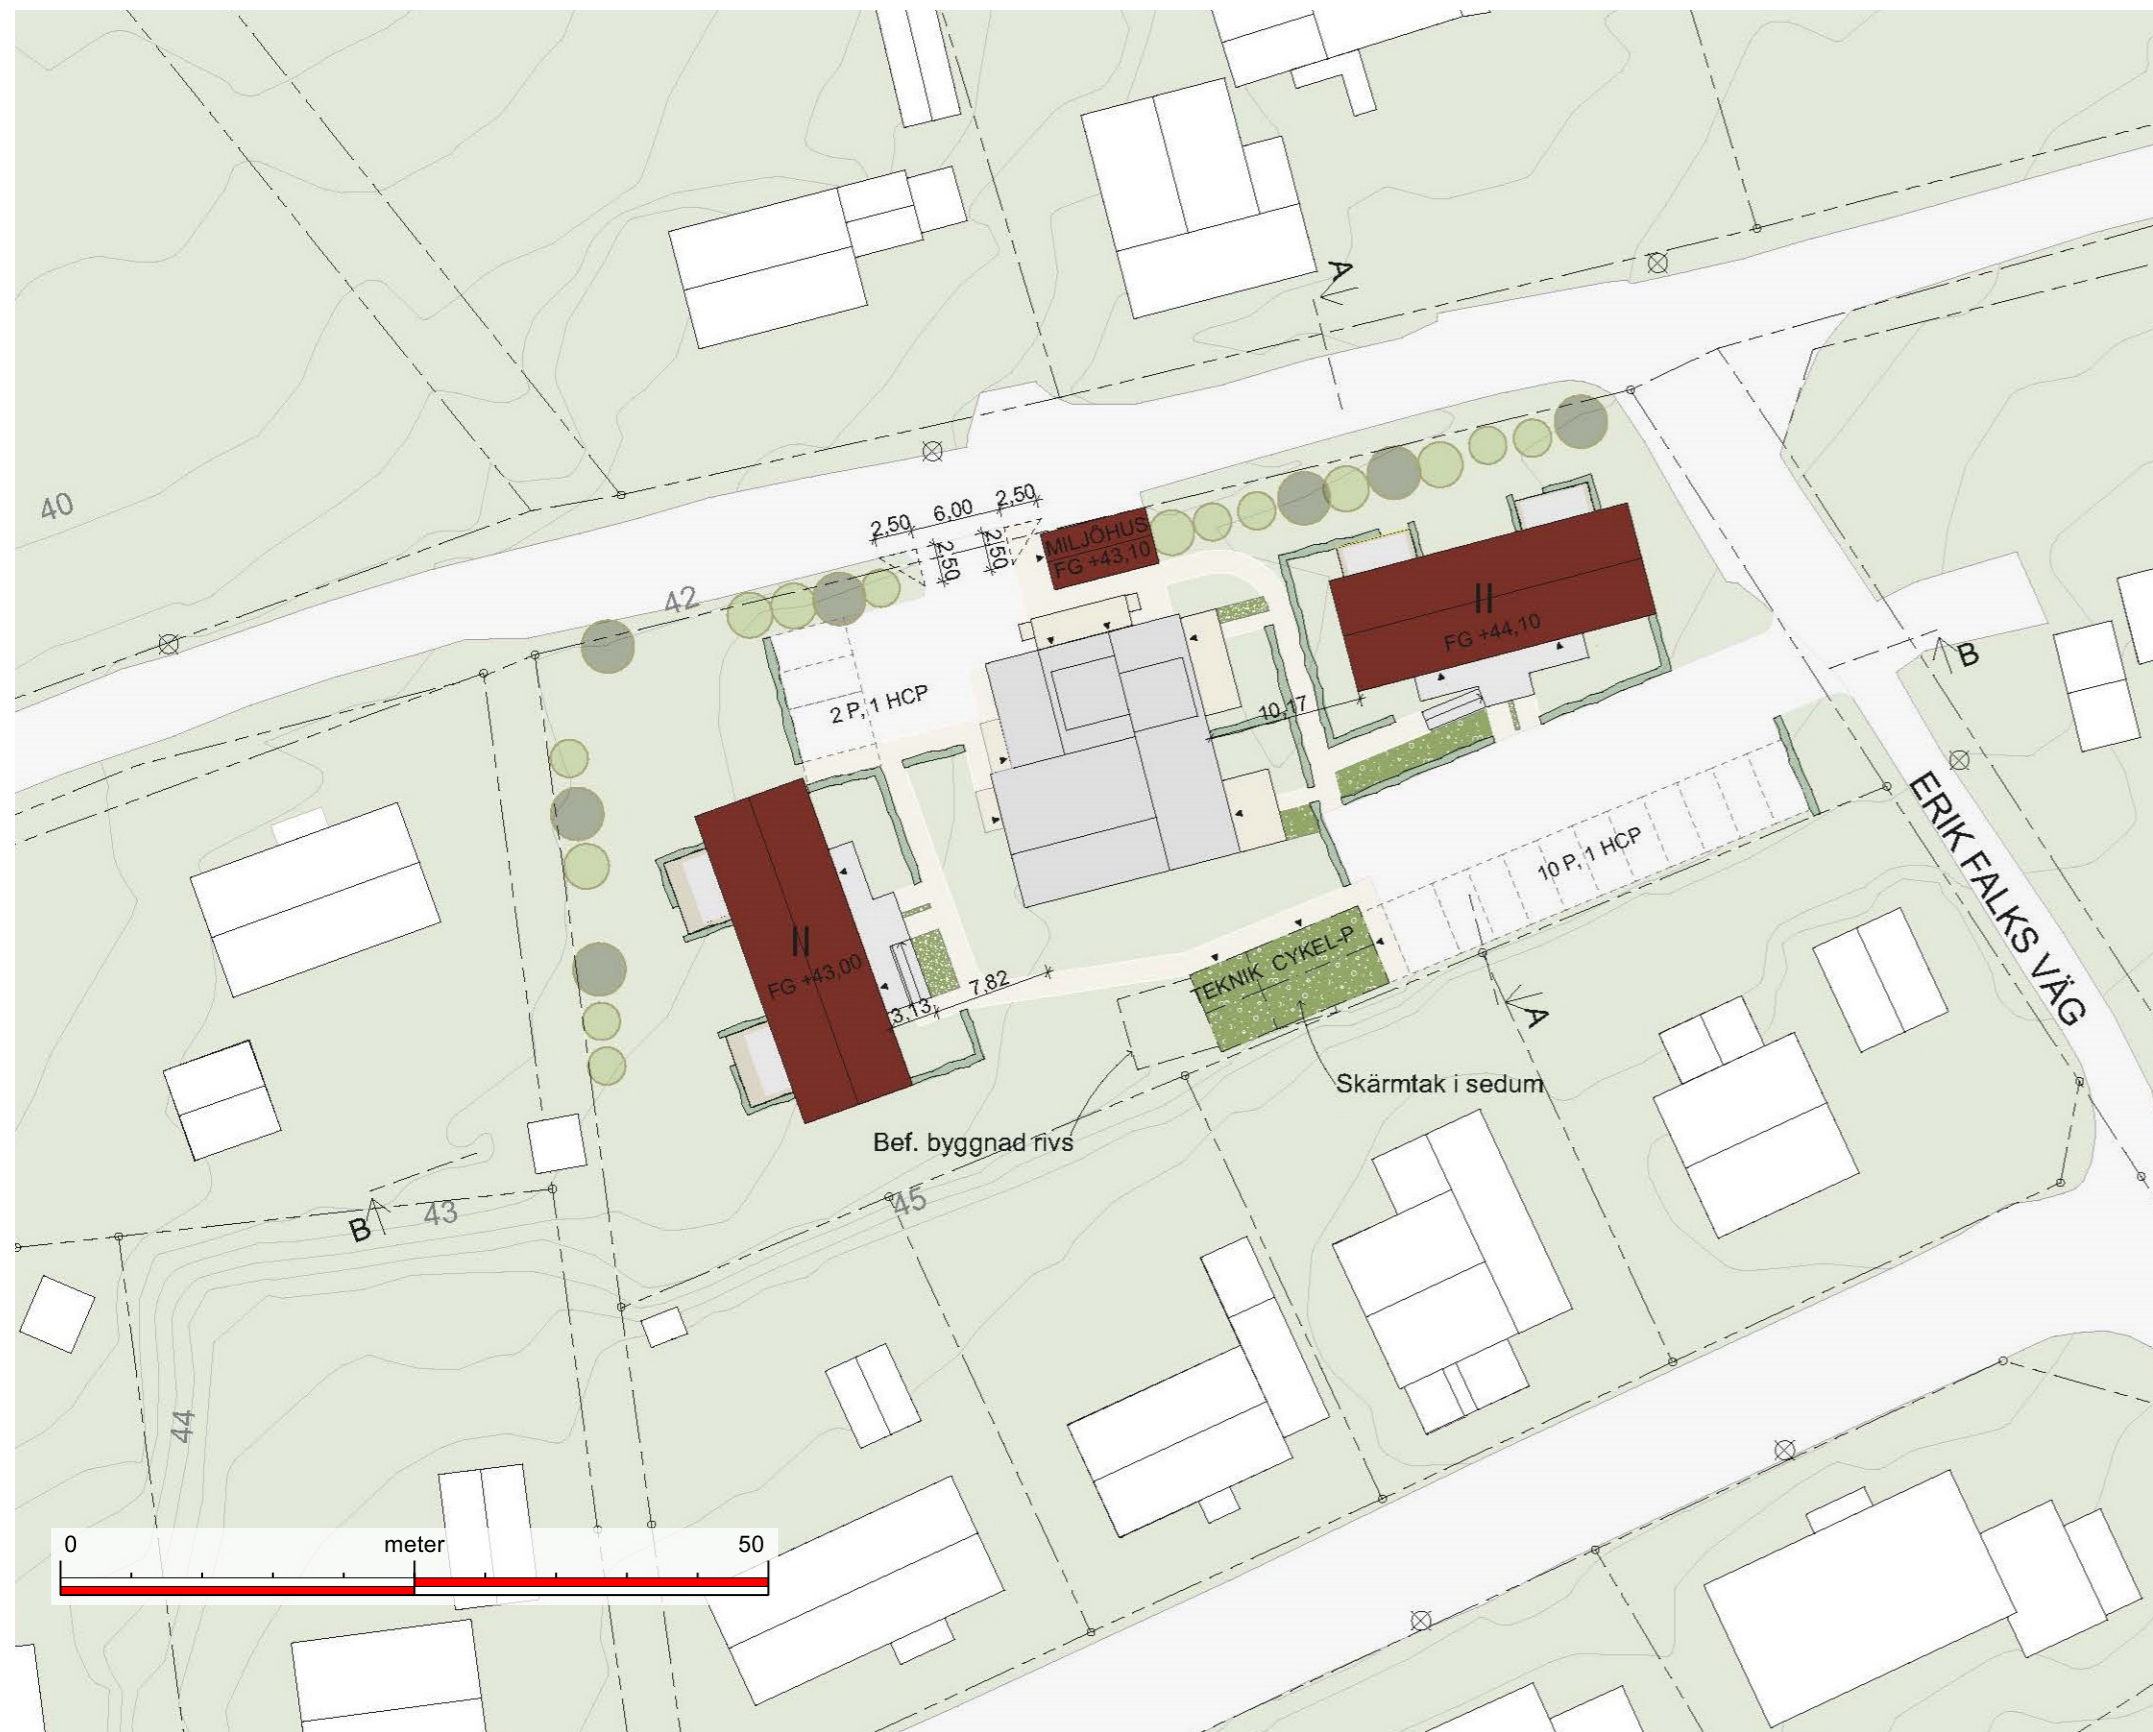 A
40
2,50 6,00 2,50
2,50
2,50
MILJÖHUS
FG +43,10
42
II
FG +44,10
B
2 P, 1 HCP
10,17
ERIK FALKS VÄG
10 P, 1 HCP
II
FG +43,00
TEKNIK CYKEL-P
7,82
3,13
A
Skärmtak i sedum
Bef. byggnad rivs
45
43
B
44
0 meter 50